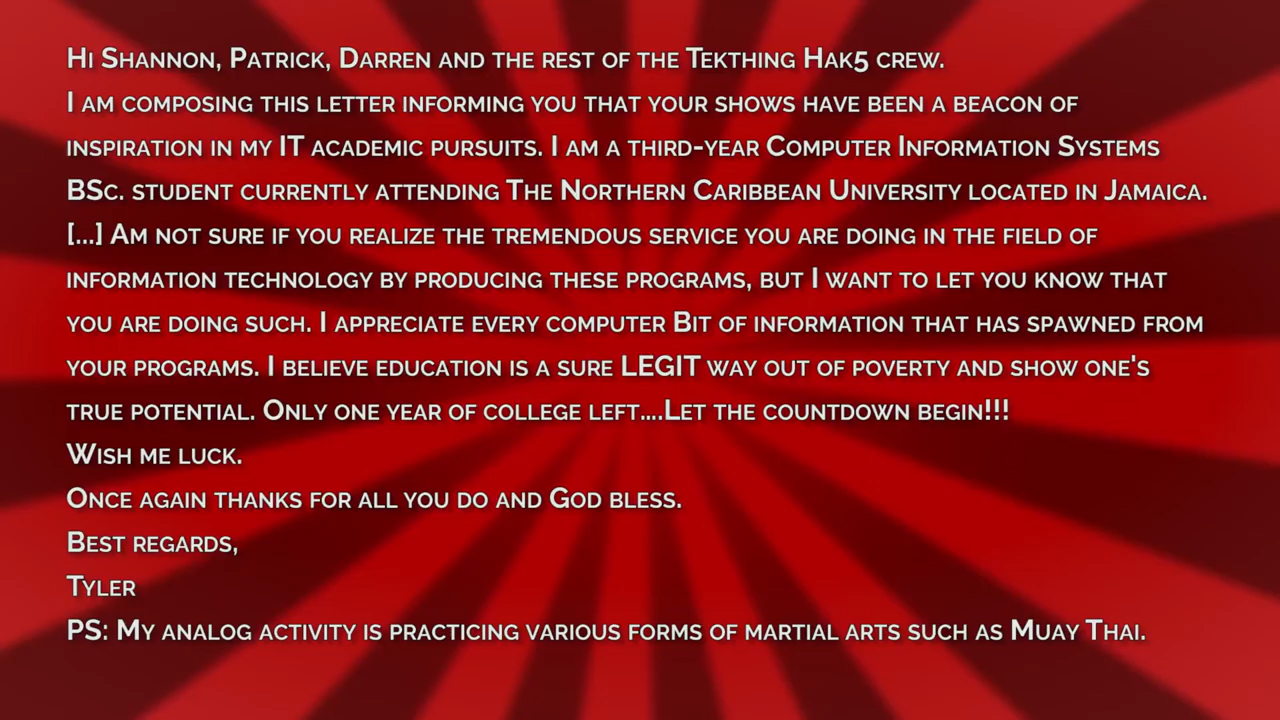 Hi Shannon, Patrick, Darren and the rest of the Tekthing Hak5 crew.
I am composing this letter informing you that your shows have been a beacon of
inspiration in my IT academic pursuits. I am a third-year Computer Information Systems
BSc. student currently attending The Northern Caribbean University located in Jamaica.
[...] Am not sure if you realize the tremendous service you are doing in the field of
information technology by producing these programs, but I want to let you know that
you are doing such. I appreciate every computer Bit of information that has spawned from
your programs. I believe education is a sure LEGIT way out of poverty and show one's
true potential. Only one year of college left....Let the countdown begin!!!
Wish me luck.
Once again thanks for all you do and God bless.
Best regards,
Tyler
PS: My analog activity is practicing various forms of martial arts such as Muay Thai.